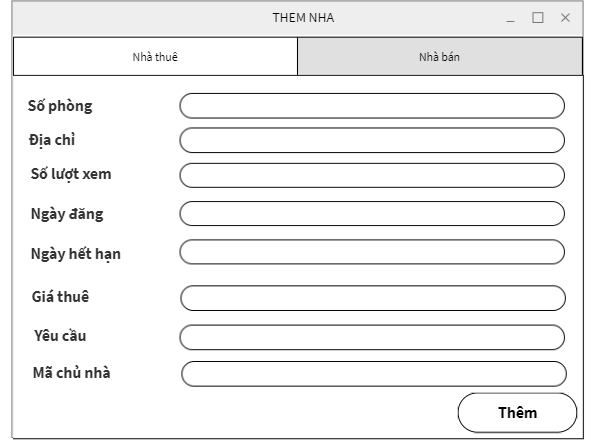 THEM NHA
Nhà thuê
Nhà bán
Số phòng
Địa chỉ
Số lượt xem
Ngày đăng
Ngày hết hạn
Giá thuê
Yêu cầu
Mã chủ nhà
Thêm